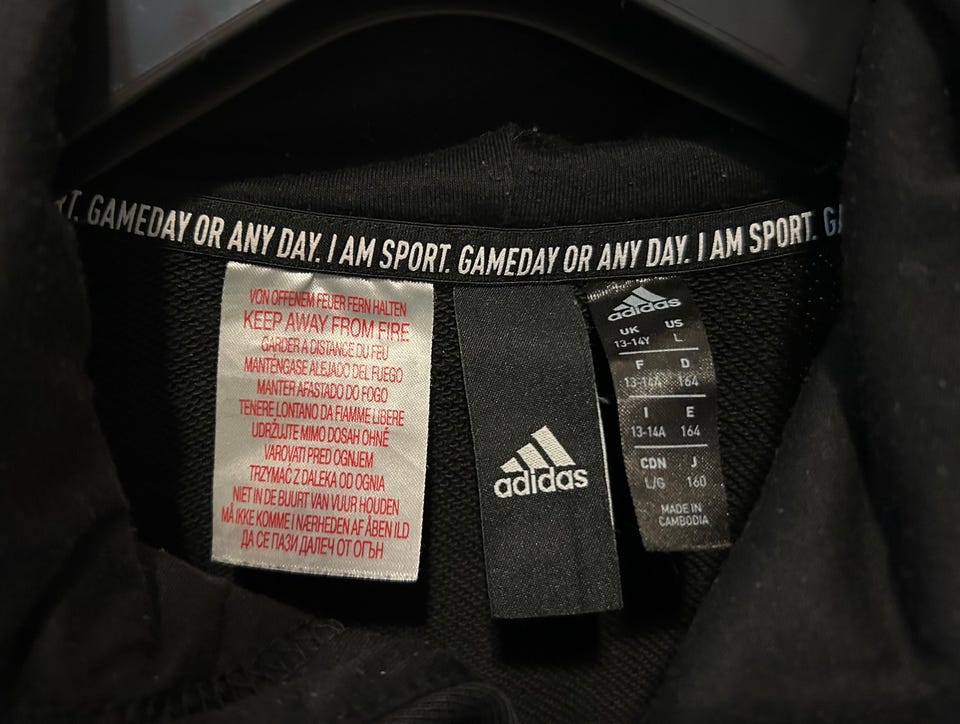 T. GAMEDAY OR ANY DAY. I AM SPORT. GAMEDAY OR ANY DAY. I AM SPORT. GA
VON OFFENEM FEUER FERN HALTEN
KEEP AWAY FROM FIRE
GARDER A DISTANCE DU FEU
MANTÉNGASE ALEJADO DEL FUEGO
MANTER AFASTADO DO FOGO
TENERE LONTANO DA FIAMME LIBERE
UDRŽUJTE MIMO DOSAH OHNĚ
VAROVATI PRED OGNJEM
TRZYMAĆ Z DALEKA OD OGNIA
NIET IN DE BUURT VAN VUUR HOUDEN
MÅ IKKE KOMME I NÆRHEDEN AF ÅBEN ILD
ДА СЕ ПАЗИ ДАЛЕЧ ОТ ОГЪН
adidas
adidas
UK US
13-14Y L
F D
13-14A 164
I E
13-14A 164
CDN J
L/G 160
MADE IN
CAMBODIA